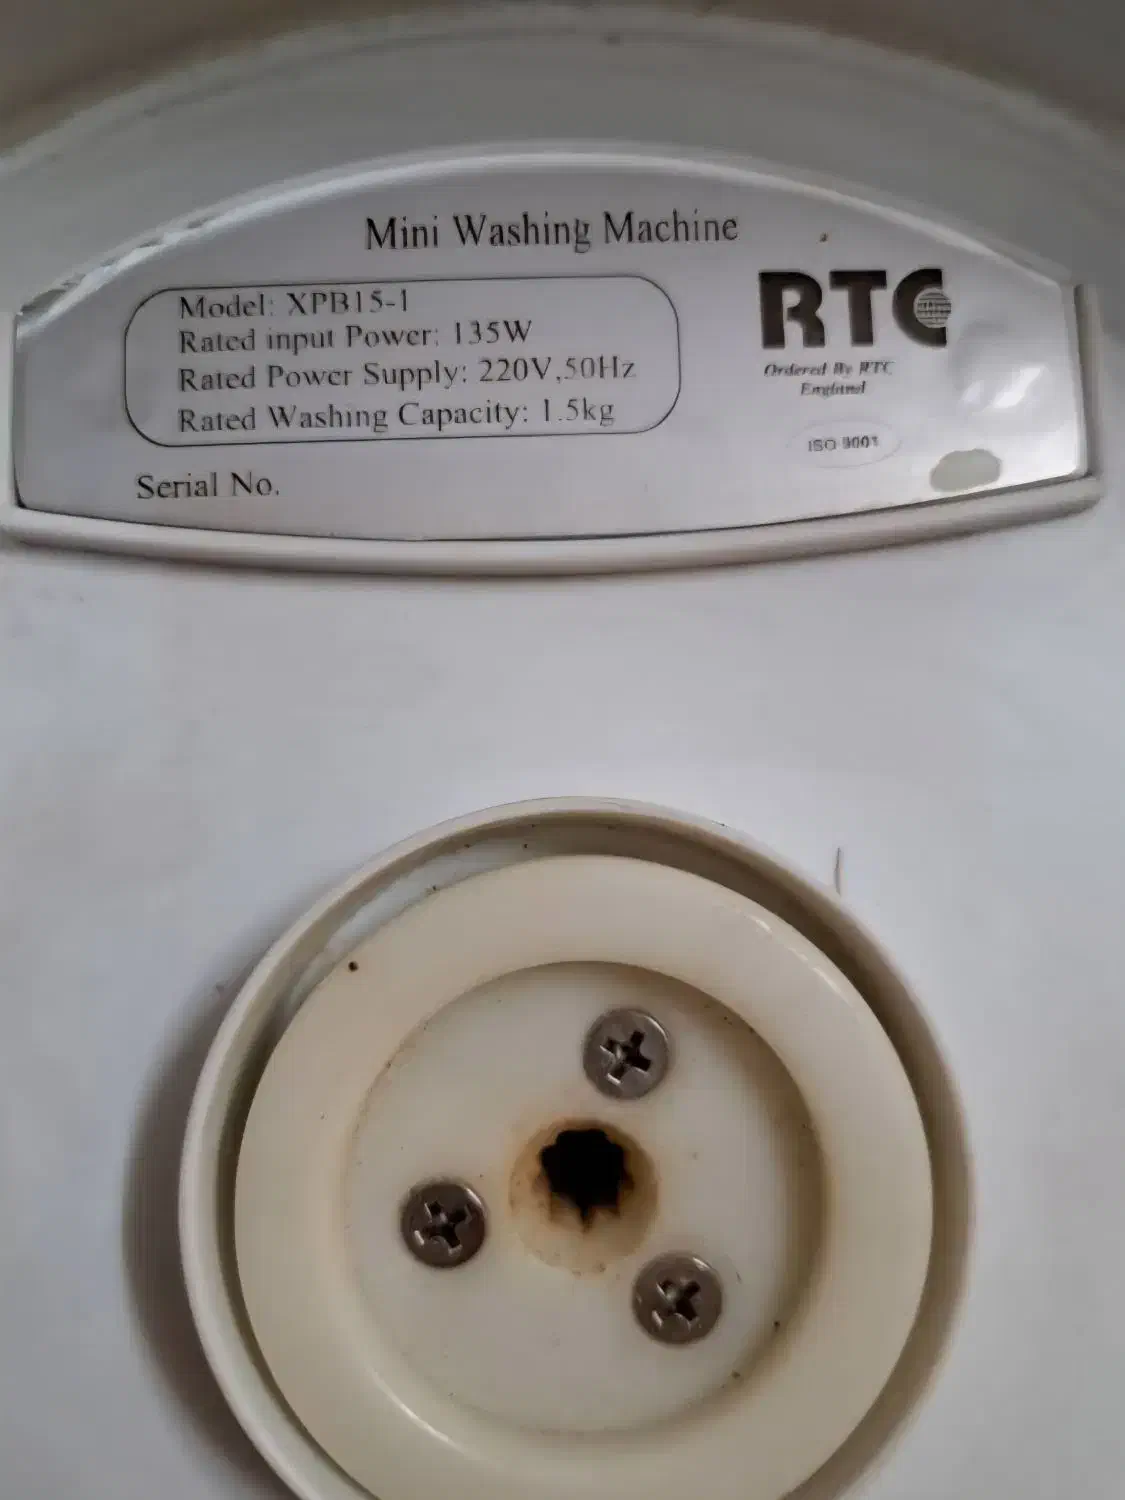 Mini Washing Machine
Model: XPB15-1
Rated input Power: 135W
Rated Power Supply: 220V,50Hz
Rated Washing Capacity: 1.5kg
Serial No.
RTC
Ordered By RTC
England
ISO 9001